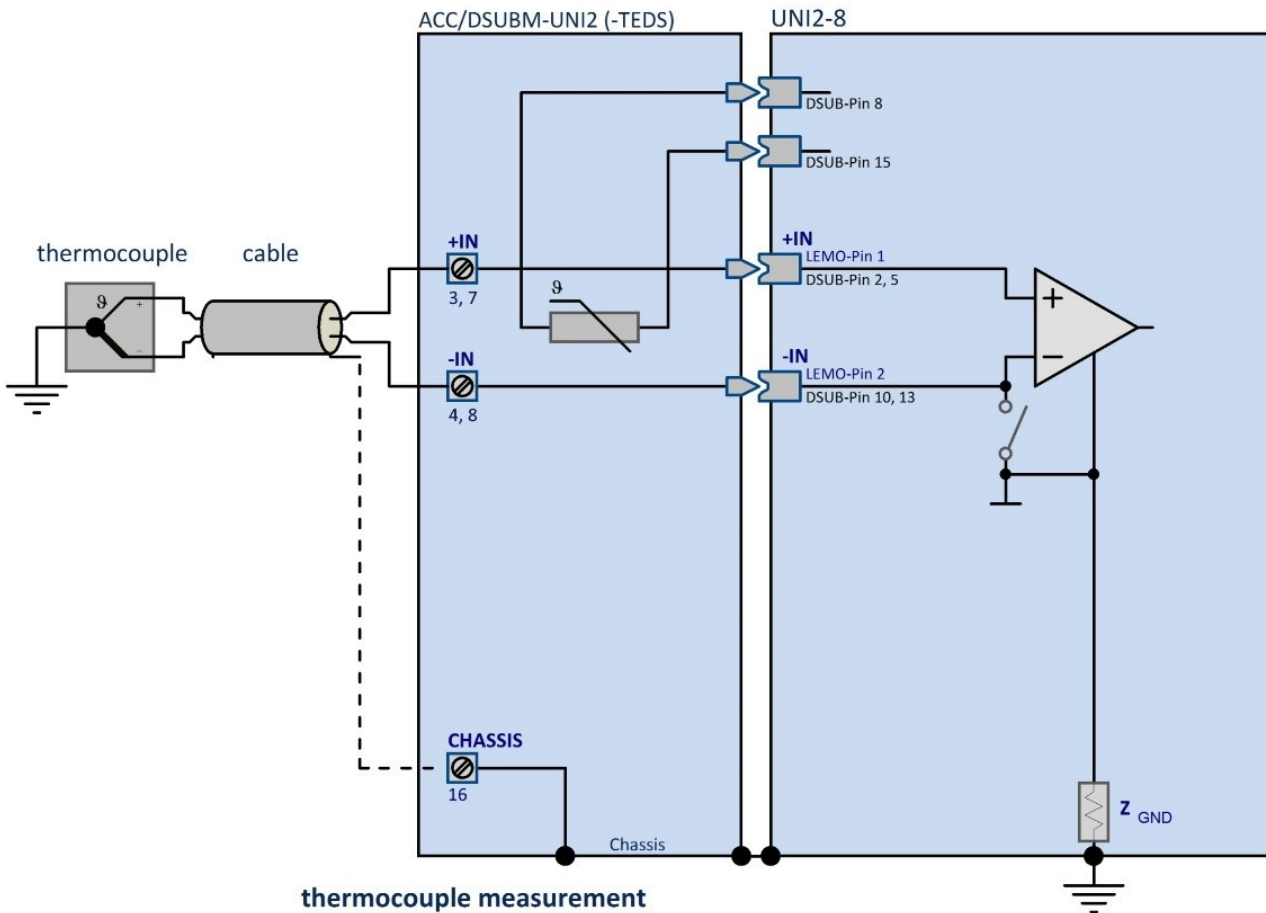 ACC/DSUBM-UNI2 (-TEDS)
UNI2-8
DSUB-Pin 8
DSUB-Pin 15
thermocouple
cable
+IN
+IN
LEMO-Pin 1
DSUB-Pin 2, 5
ϑ
+
-
3, 7
ϑ
+
−
-IN
-IN
LEMO-Pin 2
DSUB-Pin 10, 13
4, 8
CHASSIS
16
Z GND
Chassis
thermocouple measurement